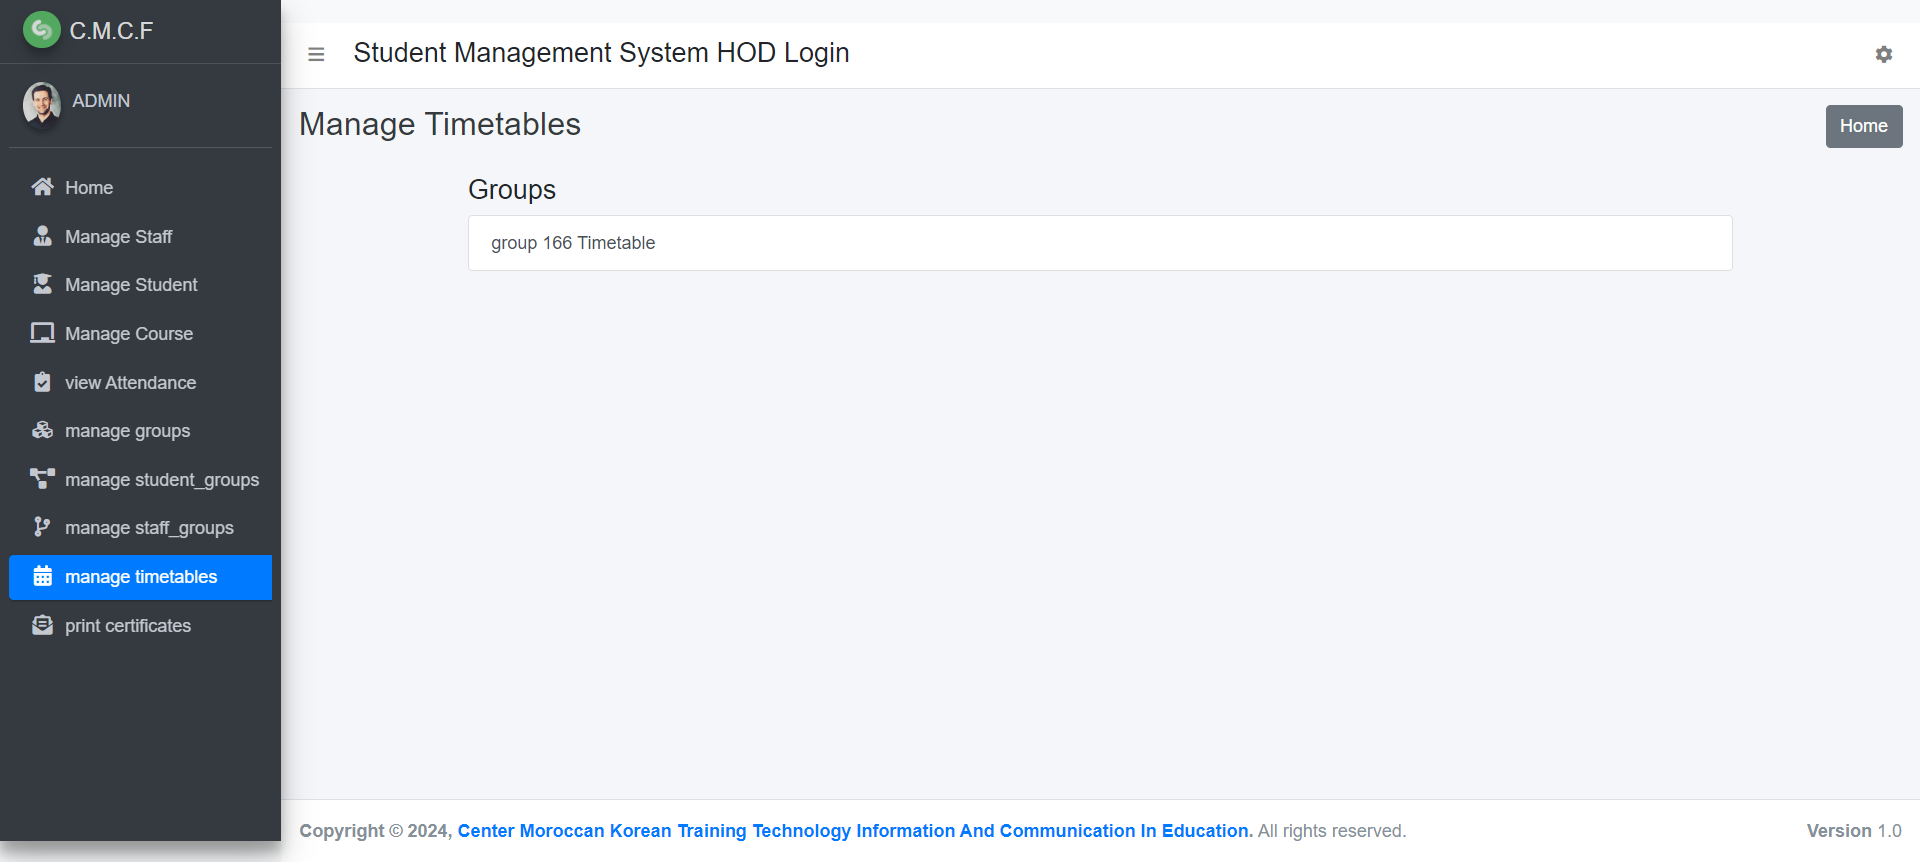 C.M.C.F
ADMIN
Home
Manage Staff
Manage Student
Manage Course
view Attendance
manage groups
manage student_groups
manage staff_groups
manage timetables
print certificates
Student Management System HOD Login
Manage Timetables
Home
Groups
group 166 Timetable
Copyright © 2024, Center Moroccan Korean Training Technology Information And Communication In Education. All rights reserved.
Version 1.0